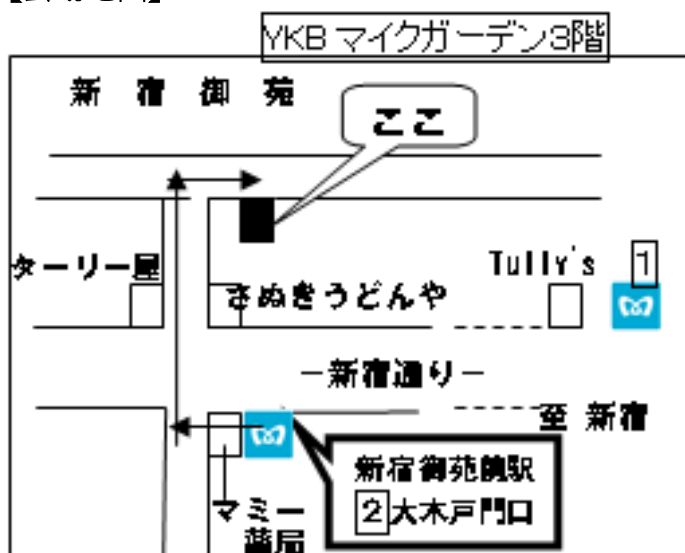 YKB マイクガーデン3階
新 宿 御 苑
ここ
ターリー屋
Tully's 1
さぬきうどんや
ー新宿通りー
至 新宿
新宿御苑前駅
2 大木戸門口
マミー
薬局